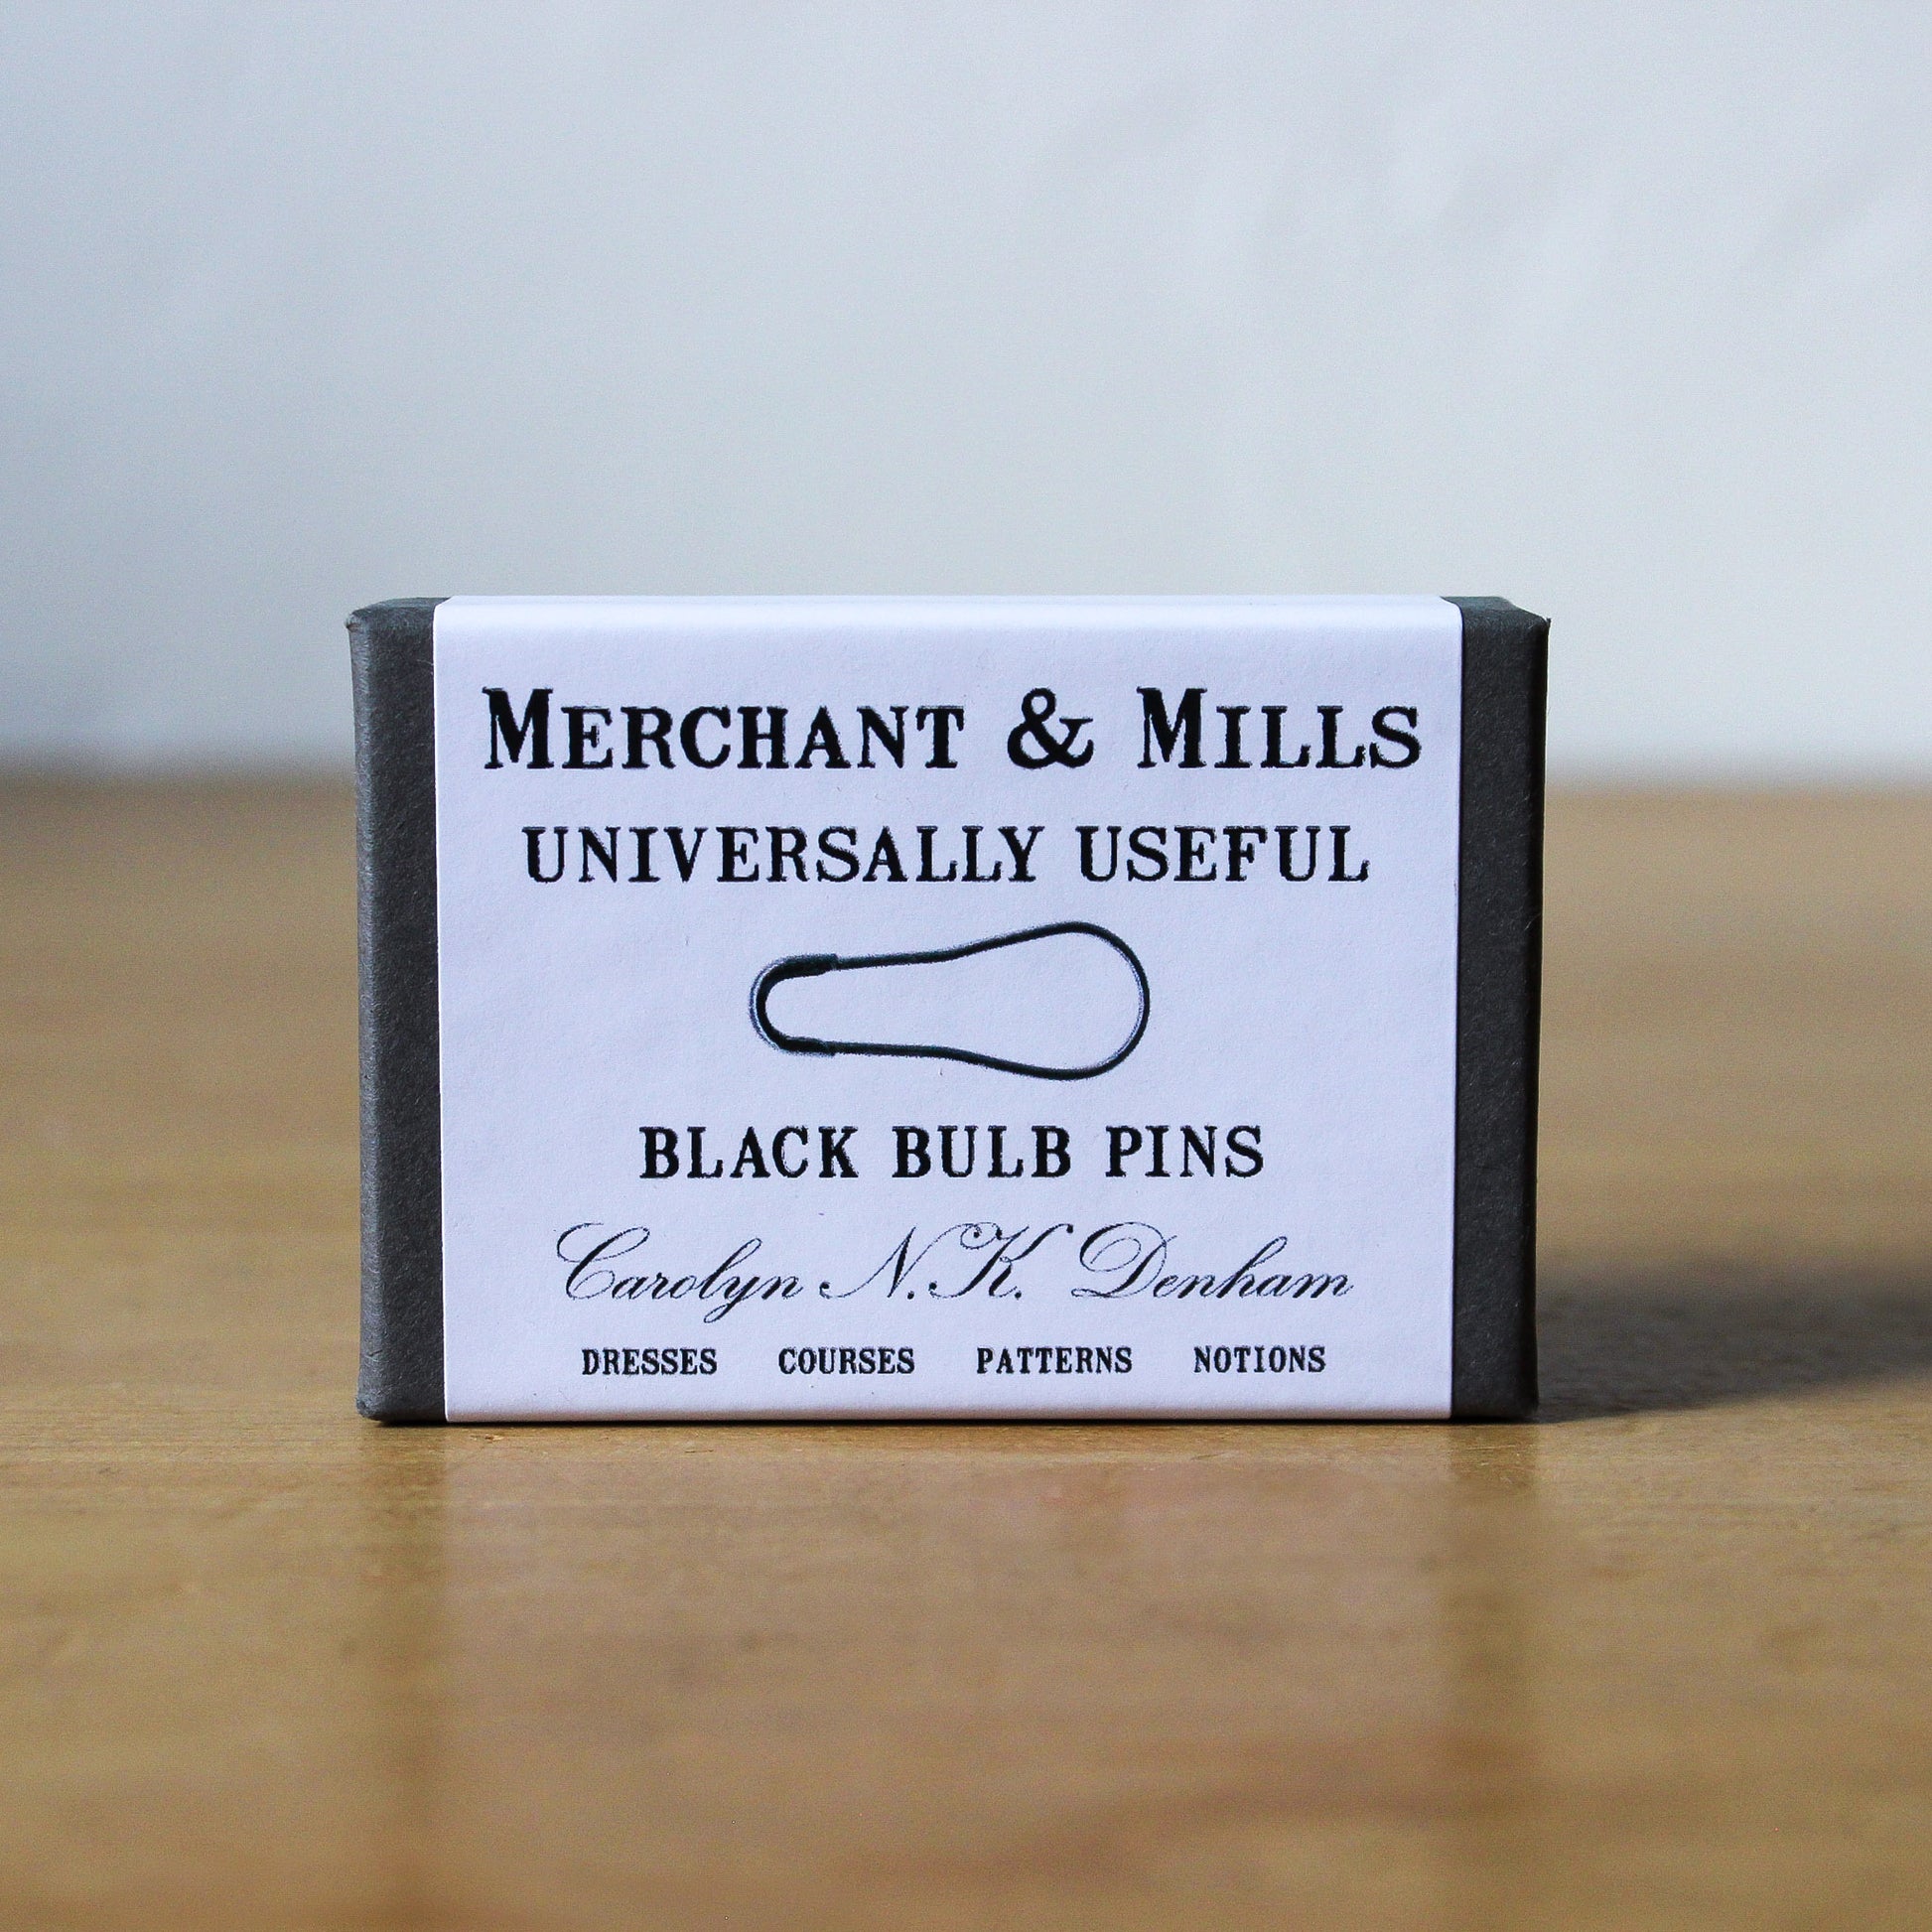 MERCHANT & MILLS
UNIVERSALLY USEFUL
BLACK BULB PINS
Carolyn N.K. Denham
DRESSES COURSES PATTERNS NOTIONS